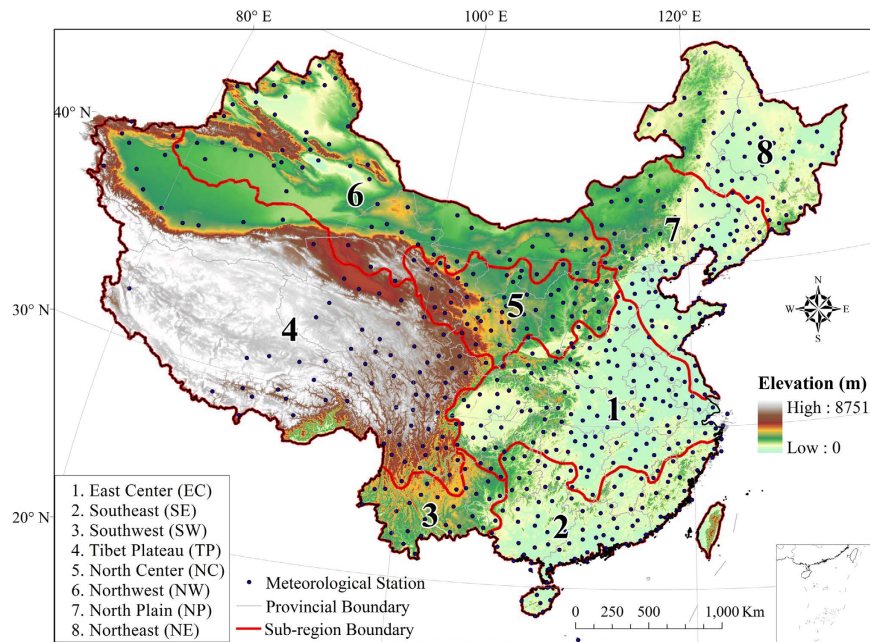 80° E
100° E
120° E
40° N
30° N
20° N
8
6
7
5
4
1
3
2
N
W
E
S
Elevation (m)
High : 8751
Low : 0
1. East Center (EC)
2. Southeast (SE)
3. Southwest (SW)
4. Tibet Plateau (TP)
5. North Center (NC)
6. Northwest (NW)
7. North Plain (NP)
8. Northeast (NE)
Meteorological Station
Provincial Boundary
Sub-region Boundary
0 250 500 1,000 Km